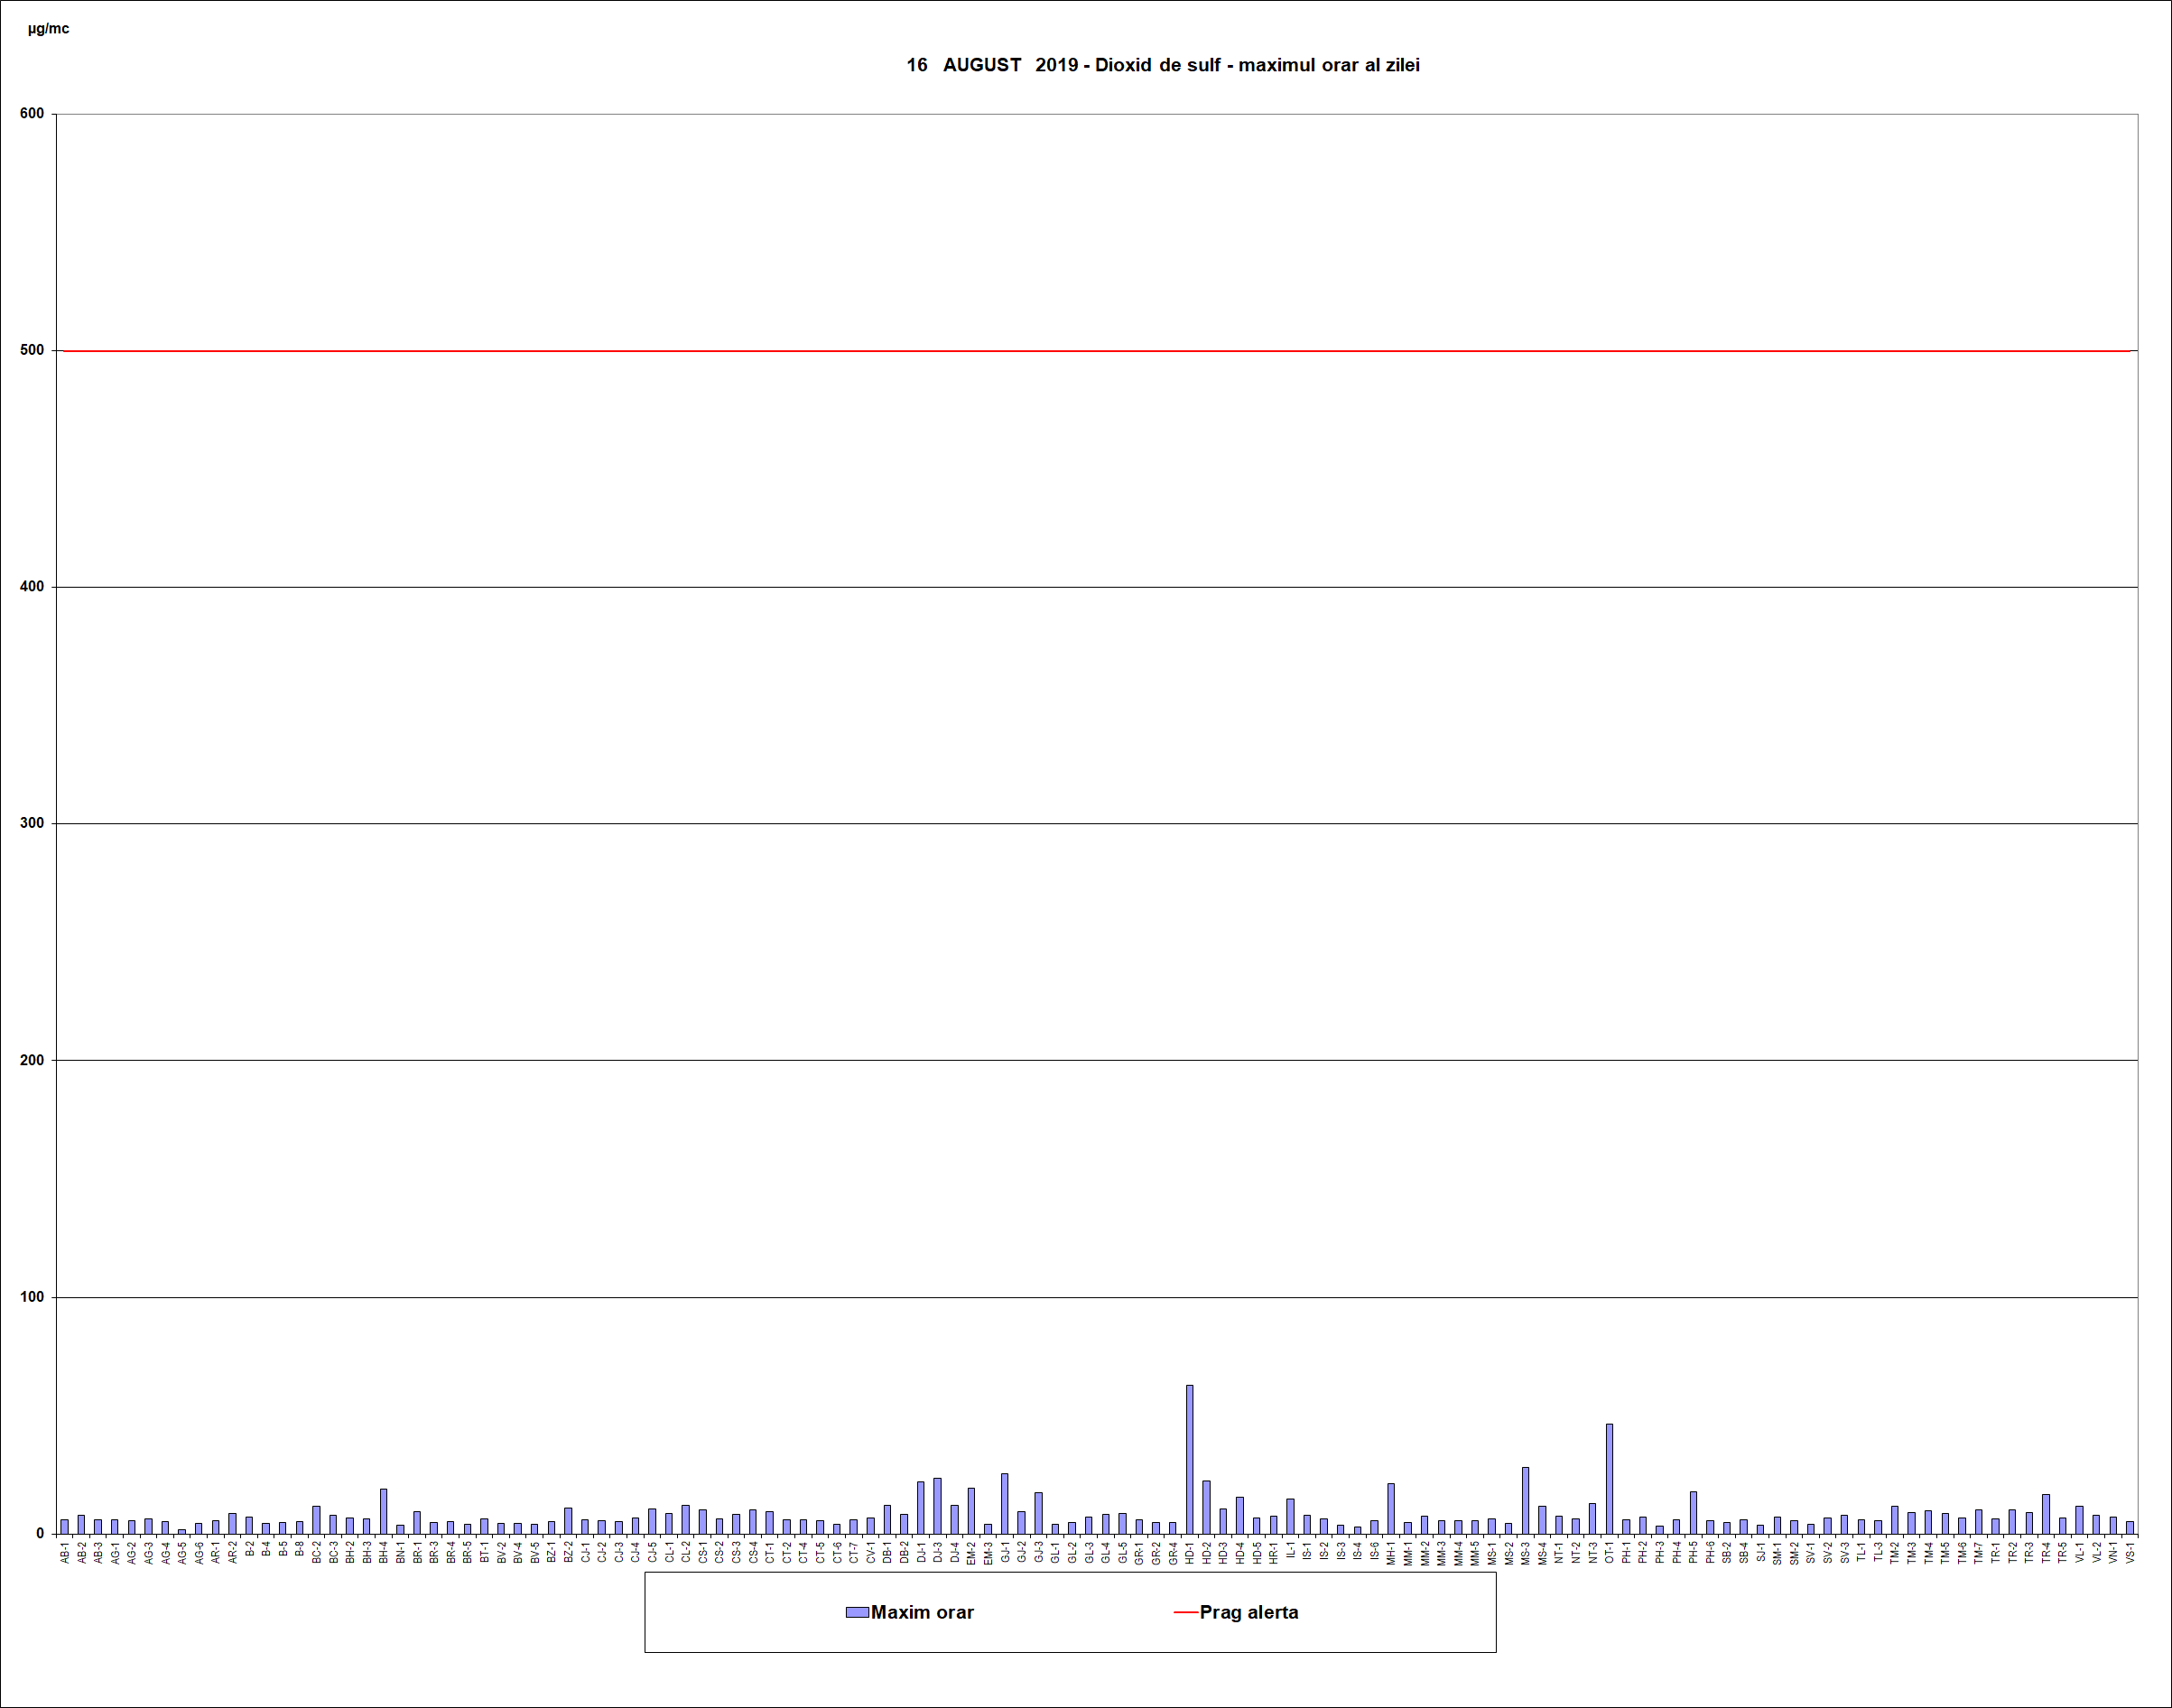 µg/mc
16 AUGUST 2019 - Dioxid de sulf - maximul orar al zilei
600
500
400
300
200
100
0
AB-1 AB-2 AB-3 AG-1 AG-2 AG-3 AG-4 AG-5 AG-6 AR-1 AR-2 B-2 B-4 B-5 B-8 BC-2 BC-3 BH-2 BH-3 BH-4 BN-1 BR-1 BR-3 BR-4 BR-5 BT-1 BV-2 BV-4 BV-5 BZ-1 BZ-2 CJ-1 CJ-2 CJ-3 CJ-4 CJ-5 CL-1 CL-2 CS-1 CS-2 CS-3 CS-4 CT-1 CT-2 CT-4 CT-5 CT-6 CT-7 CV-1 DB-1 DB-2 DJ-1 DJ-3 DJ-4 EM-2 EM-3 GJ-1 GJ-2 GJ-3 GL-1 GL-2 GL-3 GL-4 GL-5 GR-1 GR-2 GR-4 HD-1 HD-2 HD-3 HD-4 HD-5 HR-1 IL-1 IS-1 IS-2 IS-3 IS-4 IS-6 MH-1 MM-1 MM-2 MM-3 MM-4 MM-5 MS-1 MS-2 MS-3 MS-4 NT-1 NT-2 NT-3 OT-1 PH-1 PH-2 PH-3 PH-4 PH-5 PH-6 SB-2 SB-4 SJ-1 SM-1 SM-2 SV-1 SV-2 SV-3 TL-1 TL-3 TM-2 TM-3 TM-4 TM-5 TM-6 TM-7 TR-1 TR-2 TR-3 TR-4 TR-5 VL-1 VL-2 VN-1 VS-1
Maxim orar Prag alerta